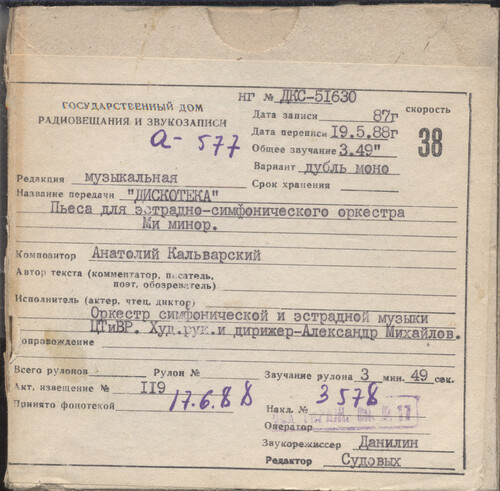 НГ № ДКС-51630
ГОСУДАРСТВЕННЫЙ ДОМ
РАДИОВЕЩАНИЯ И ЗВУКОЗАПИСИ
а-577
Дата записи 87г
Дата переписи 19.5.88г
Общее звучание 3.49"
Вариант дубль моно
Срок хранения
скорость
38
Редакция музыкальная
Название передачи "ДИСКОТЕКА"
Пьеса для эстрадно-симфонического оркестра
Ми минор.
Композитор Анатолий Кальварский
Автор текста (комментатор, писатель,
поэт, обозреватель)
Исполнитель (актер, чтец, диктор)
Оркестр симфонической и эстрадной музыки
ЦТиВР. Худ.рук.и дирижер-Александр Михайлов.
опровождение
Всего рулонов Рулон № Звучание рулона 3 мин. 49 сек.
Акт, извещение № 119
Принято фонотекой 17.6.88
Накл. № 3578
Оператор
Звукорежиссер Данилин
Редактор Судовых